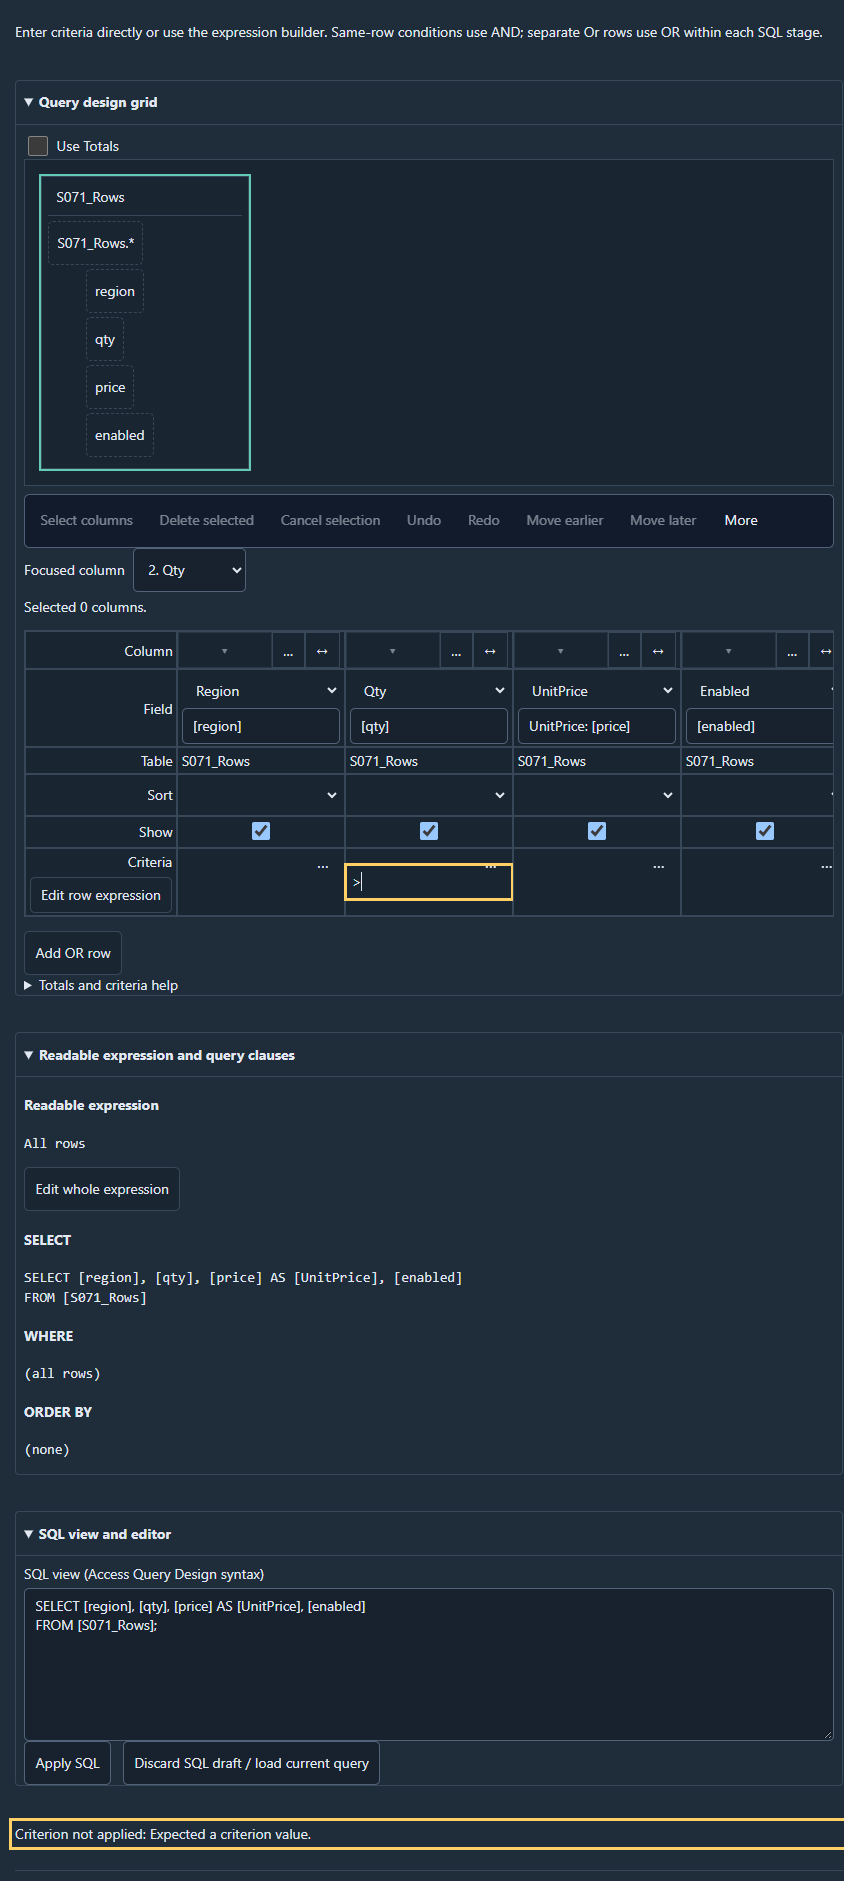 Enter criteria directly or use the expression builder. Same-row conditions use AND; separate Or rows use OR within each SQL stage.
▼ Query design grid
Use Totals
S071_Rows
S071_Rows.*
region
qty
price
enabled
Select columns Delete selected Cancel selection Undo Redo Move earlier Move later More
Focused column 2. Qty
Selected 0 columns.
Column ... ↔ ... ↔ ... ↔ ... ↔
Field Region Qty UnitPrice Enabled
[region] [qty] UnitPrice: [price] [enabled]
Table S071_Rows S071_Rows S071_Rows S071_Rows
Sort
Show
Criteria ... ... ... ...
Edit row expression >
Add OR row
▶ Totals and criteria help
▼ Readable expression and query clauses
Readable expression
All rows
Edit whole expression
SELECT
SELECT [region], [qty], [price] AS [UnitPrice], [enabled]
FROM [S071_Rows]
WHERE
(all rows)
ORDER BY
(none)
▼ SQL view and editor
SQL view (Access Query Design syntax)
SELECT [region], [qty], [price] AS [UnitPrice], [enabled]
FROM [S071_Rows];
Apply SQL Discard SQL draft / load current query
Criterion not applied: Expected a criterion value.